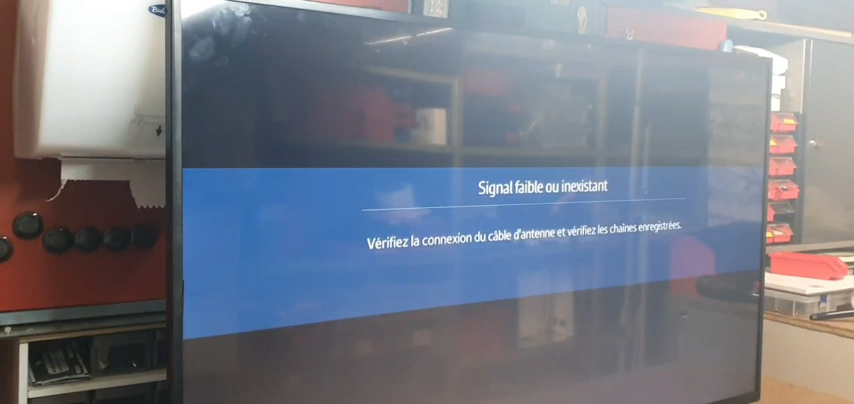 Signal faible ou inexistant
Vérifiez la connexion du câble d'antenne et vérifiez les chaînes enregistrées.